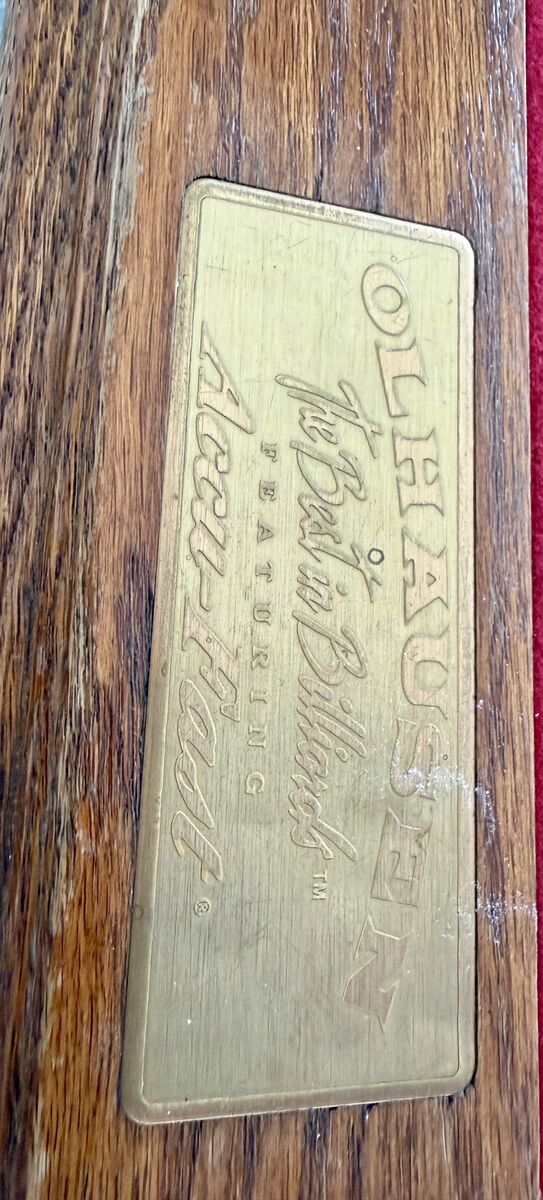 OLHAUSEN
The Best in Billiards™
FEATURING
Accu-Fast®